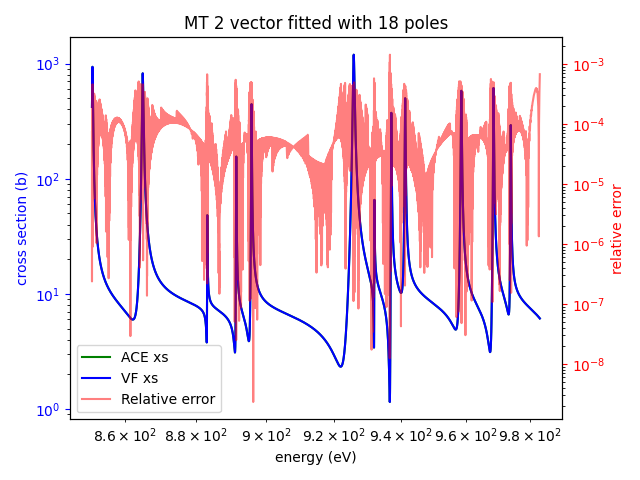 MT 2 vector fitted with 18 poles
cross section (b)
10³
10²
10¹
10⁰
ACE xs
VF xs
Relative error
10⁻³
10⁻⁴
10⁻⁵
10⁻⁶
10⁻⁷
10⁻⁸
relative error
8.6 × 10² 8.8 × 10² 9 × 10² 9.2 × 10² 9.4 × 10² 9.6 × 10² 9.8 × 10²
energy (eV)